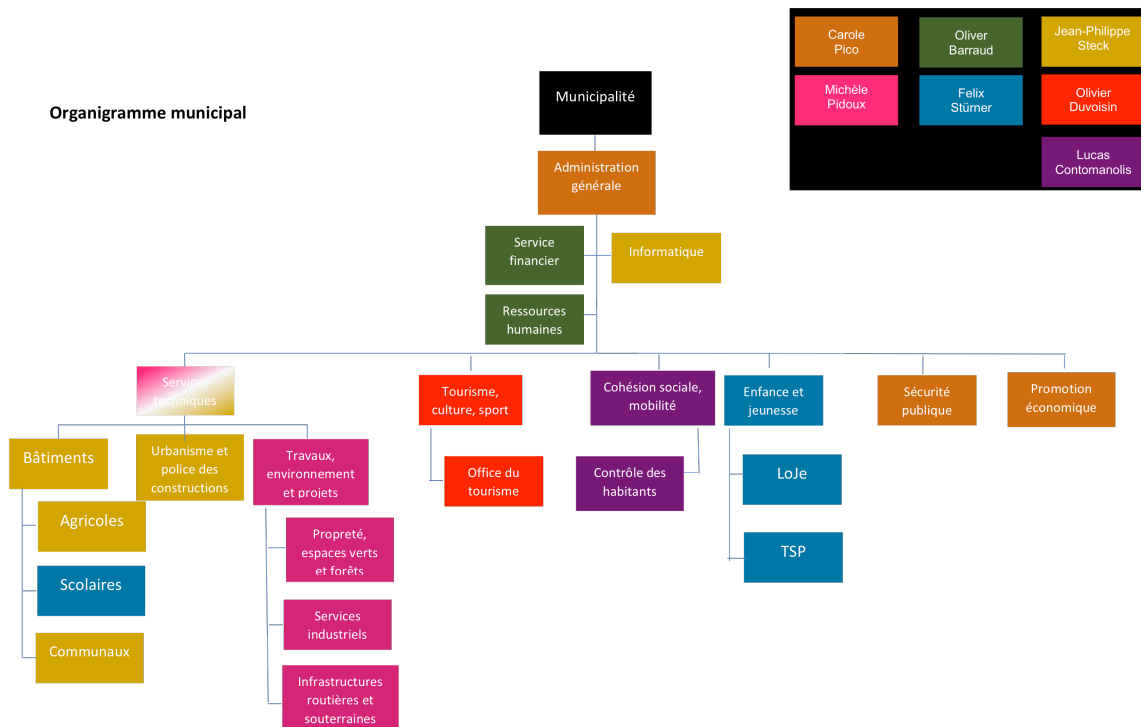 Organigramme municipal
Municipalité
Carole
Pico
Oliver
Barraud
Jean-Philippe
Steck
Michèle
Pidoux
Felix
Stürner
Olivier
Duvoisin
Lucas
Contomanolis
Administration
générale
Service
financier
Informatique
Ressources
humaines
Services
techniques
Tourisme,
culture, sport
Cohésion sociale,
mobilité
Enfance et
jeunesse
Sécurité
publique
Promotion
économique
Bâtiments
Urbanisme et
police des
constructions
Travaux,
environnement
et projets
Office du
tourisme
Contrôle des
habitants
LoJe
TSP
Agricoles
Scolaires
Communaux
Propreté,
espaces verts
et forêts
Services
industriels
Infrastructures
routières et
souterraines